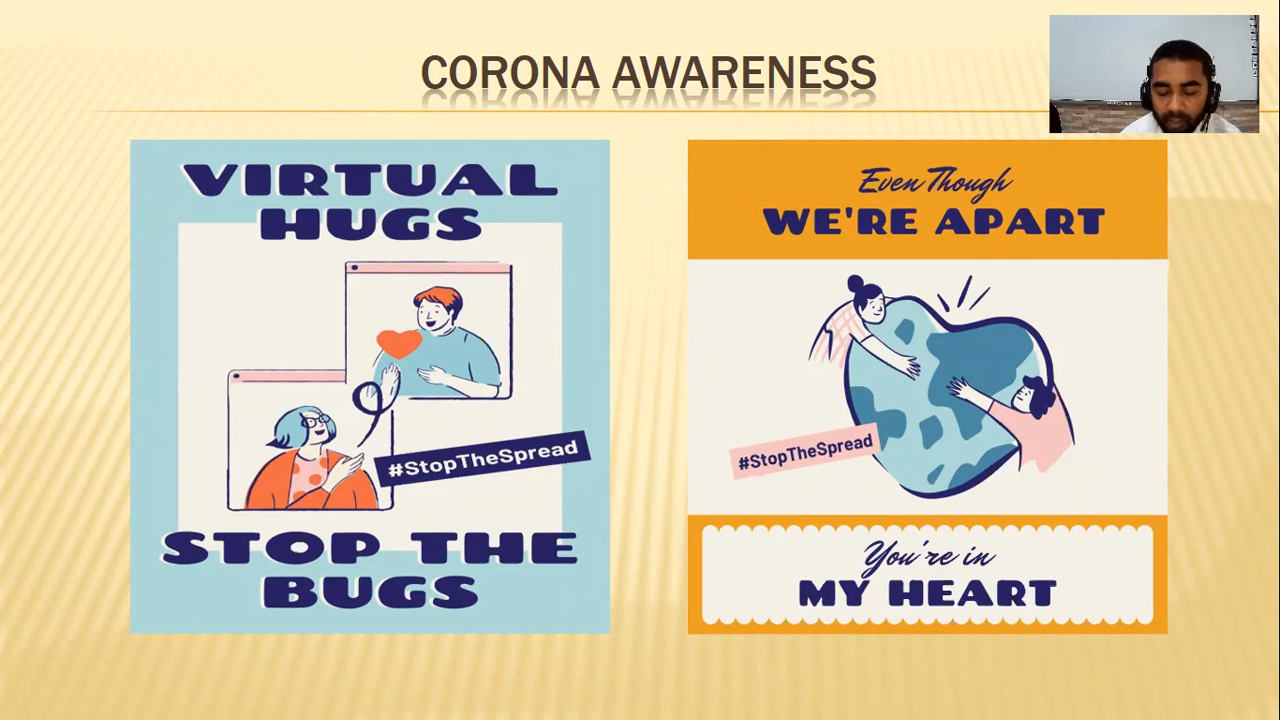 CORONA AWARENESS
VIRTUAL
HUGS
#StopTheSpread
STOP THE
BUGS
Even Though
WE'RE APART
#StopTheSpread
You're in
MY HEART